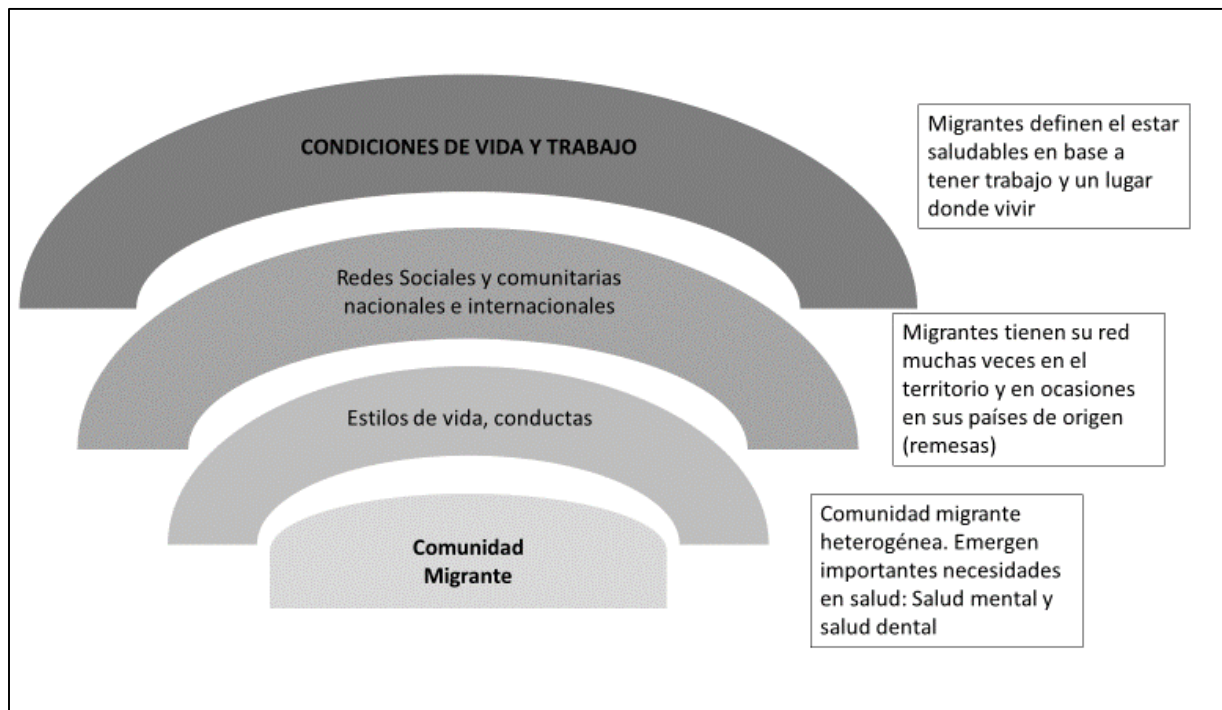 CONDICIONES DE VIDA Y TRABAJO
Migrantes definen el estar
saludables en base a
tener trabajo y un lugar
donde vivir
Redes Sociales y comunitarias
nacionales e internacionales
Migrantes tienen su red
muchas veces en el
territorio y en ocasiones
en sus países de origen
(remesas)
Estilos de vida, conductas
Comunidad
Migrante
Comunidad migrante
heterogénea. Emergen
importantes necesidades
en salud: Salud mental y
salud dental